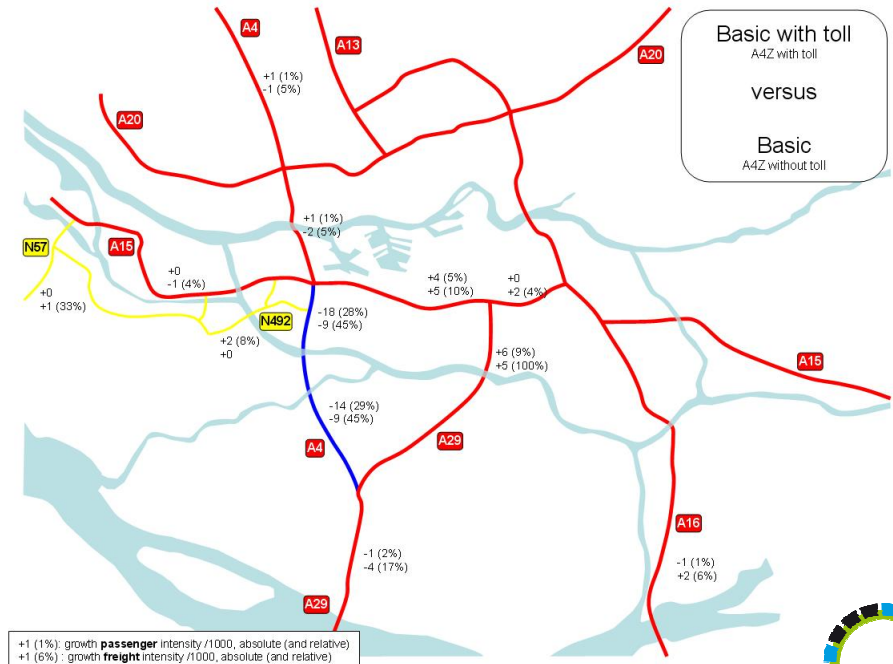 A4
A13
A20
Basic with toll
A4Z with toll
versus
Basic
A4Z without toll
+1 (1%)
-1 (5%)
A20
+1 (1%)
-2 (5%)
N57
A15
+0
-1 (4%)
+4 (5%)
+5 (10%)
+0
+2 (4%)
+0
+1 (33%)
N492
-18 (28%)
-9 (45%)
+2 (8%)
+0
+6 (9%)
+5 (100%)
A15
-14 (29%)
-9 (45%)
A4
A29
A16
-1 (2%)
-4 (17%)
-1 (1%)
+2 (6%)
A29
+1 (1%): growth passenger intensity /1000, absolute (and relative)
+1 (6%) : growth freight intensity /1000, absolute (and relative)